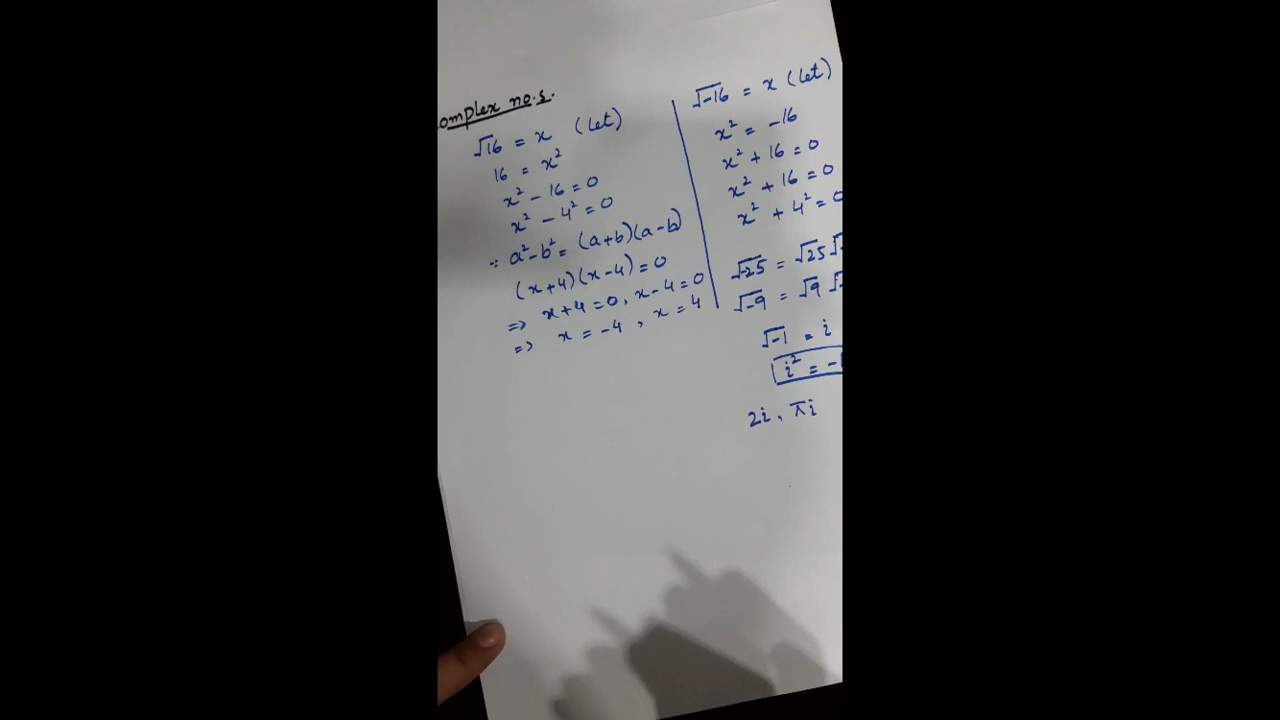 omplex no.s.
√16 = x (let)
16 = x²
x² - 16 = 0
x² - 4² = 0
∵ a² - b² = (a+b)(a-b)
(x+4)(x-4) = 0
=> x+4 = 0, x-4 = 0
=> x = -4, x = 4
√-16 = x (let)
x² = -16
x² + 16 = 0
x² + 16 = 0
x² + 4² = 0
√-25 = √25 √-
√-9 = √9 √-
√-1 = i
i² = -1
2i, πi